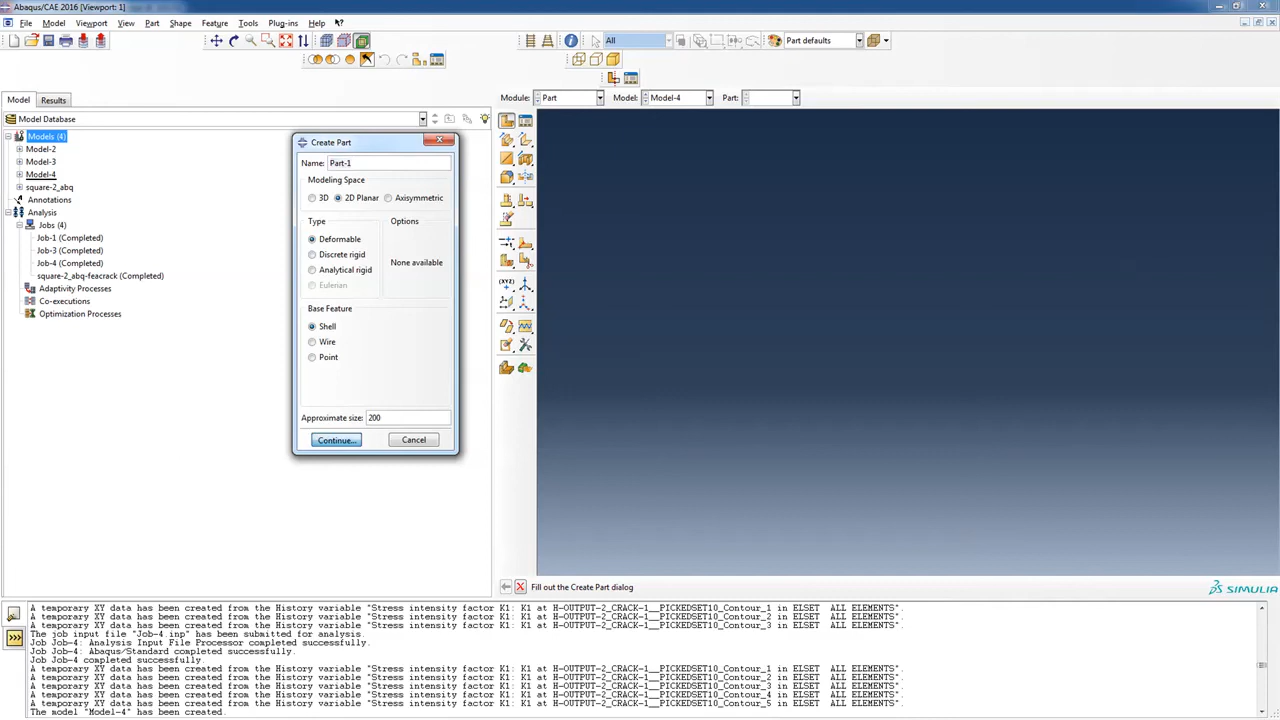 Abaqus/CAE 2016 [Viewport: 1]
File Model Viewport View Part Shape Feature Tools Plug-ins Help
All
Part defaults
Model Results
Module: Part Model: Model-4 Part:
Model Database
Models (4)
Model-2
Model-3
Model-4
square-2_abq
Annotations
Analysis
Jobs (4)
Job-1 (Completed)
Job-3 (Completed)
Job-4 (Completed)
square-2_abq-feacrack (Completed)
Adaptivity Processes
Co-executions
Optimization Processes
Create Part
Name: Part-1
Modeling Space
3D 2D Planar Axisymmetric
Type Options
Deformable
Discrete rigid
Analytical rigid
Eulerian
None available
Base Feature
Shell
Wire
Point
Approximate size: 200
Continue... Cancel
(XYZ)
Fill out the Create Part dialog
SIMULIA
A temporary XY data has been created from the History variable "Stress intensity factor K1: K1 at H-OUTPUT-2_CRACK-1__PICKEDSET10_Contour_1 in ELSET  ALL ELEMENTS".
A temporary XY data has been created from the History variable "Stress intensity factor K1: K1 at H-OUTPUT-2_CRACK-1__PICKEDSET10_Contour_2 in ELSET  ALL ELEMENTS".
A temporary XY data has been created from the History variable "Stress intensity factor K1: K1 at H-OUTPUT-2_CRACK-1__PICKEDSET10_Contour_3 in ELSET  ALL ELEMENTS".
The job input file "Job-4.inp" has been submitted for analysis.
Job Job-4: Analysis Input File Processor completed successfully.
Job Job-4: Abaqus/Standard completed successfully.
Job Job-4 completed successfully.
A temporary XY data has been created from the History variable "Stress intensity factor K1: K1 at H-OUTPUT-2_CRACK-1__PICKEDSET10_Contour_1 in ELSET  ALL ELEMENTS".
A temporary XY data has been created from the History variable "Stress intensity factor K1: K1 at H-OUTPUT-2_CRACK-1__PICKEDSET10_Contour_2 in ELSET  ALL ELEMENTS".
A temporary XY data has been created from the History variable "Stress intensity factor K1: K1 at H-OUTPUT-2_CRACK-1__PICKEDSET10_Contour_3 in ELSET  ALL ELEMENTS".
A temporary XY data has been created from the History variable "Stress intensity factor K1: K1 at H-OUTPUT-2_CRACK-1__PICKEDSET10_Contour_4 in ELSET  ALL ELEMENTS".
A temporary XY data has been created from the History variable "Stress intensity factor K1: K1 at H-OUTPUT-2_CRACK-1__PICKEDSET10_Contour_5 in ELSET  ALL ELEMENTS".
The model "Model-4" has been created.